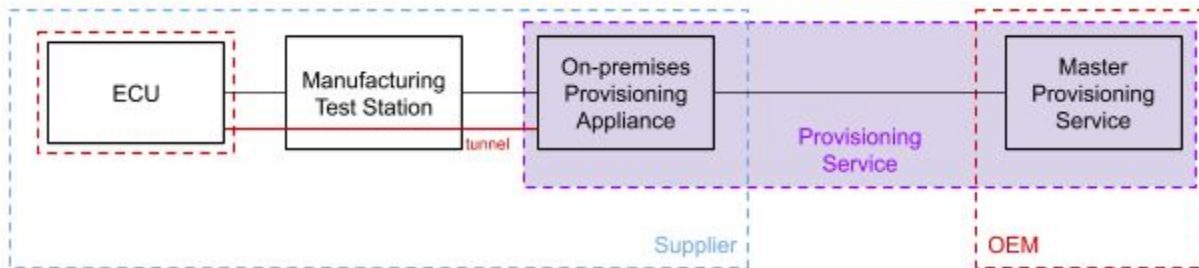 ECU
Manufacturing
Test Station
On-premises
Provisioning
Appliance
Master
Provisioning
Service
tunnel
Provisioning
Service
Supplier
OEM